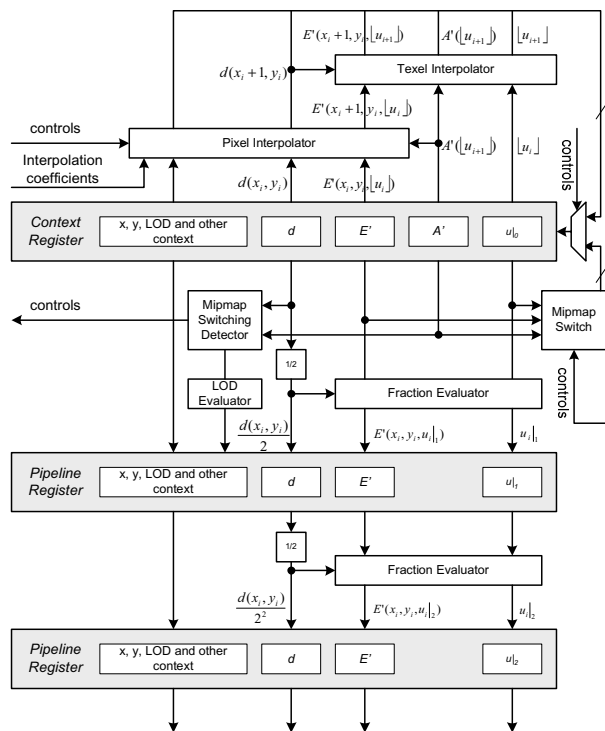 E'(x_i+1, y_i, ⌊u_{i+1}⌋)
A'(⌊u_{i+1}⌋)
⌊u_{i+1}⌋
d(x_i+1, y_i)
Texel Interpolator
E'(x_i+1, y_i, ⌊u_i⌋)
controls
Pixel Interpolator
A'(⌊u_{i+1}⌋)
⌊u_i⌋
Interpolation
coefficients
controls
d(x_i, y_i)
E'(x_i, y_i, ⌊u_i⌋)
Context
Register
x, y, LOD and other
context
d
E'
A'
u|_0
controls
Mipmap
Switching
Detector
Mipmap
Switch
1/2
LOD
Evaluator
Fraction Evaluator
controls
d(x_i, y_i)
2
E'(x_i, y_i, u_i|_1)
u_i|_1
Pipeline
Register
x, y, LOD and other
context
d
E'
u|_1
1/2
Fraction Evaluator
d(x_i, y_i)
2^2
E'(x_i, y_i, u_i|_2)
u_i|_2
Pipeline
Register
x, y, LOD and other
context
d
E'
u|_2